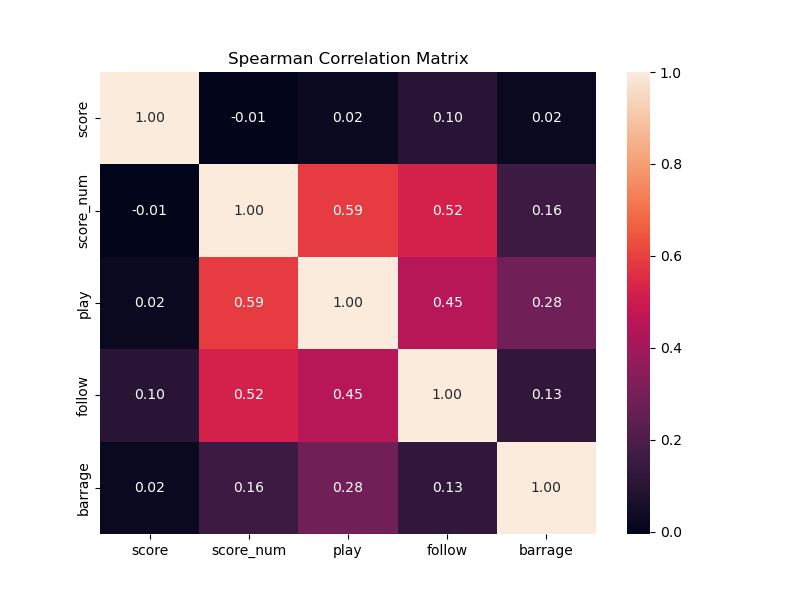 Spearman Correlation Matrix
score 1.00 -0.01 0.02 0.10 0.02
score_num -0.01 1.00 0.59 0.52 0.16
play 0.02 0.59 1.00 0.45 0.28
follow 0.10 0.52 0.45 1.00 0.13
barrage 0.02 0.16 0.28 0.13 1.00
score score_num play follow barrage
1.0
0.8
0.6
0.4
0.2
0.0